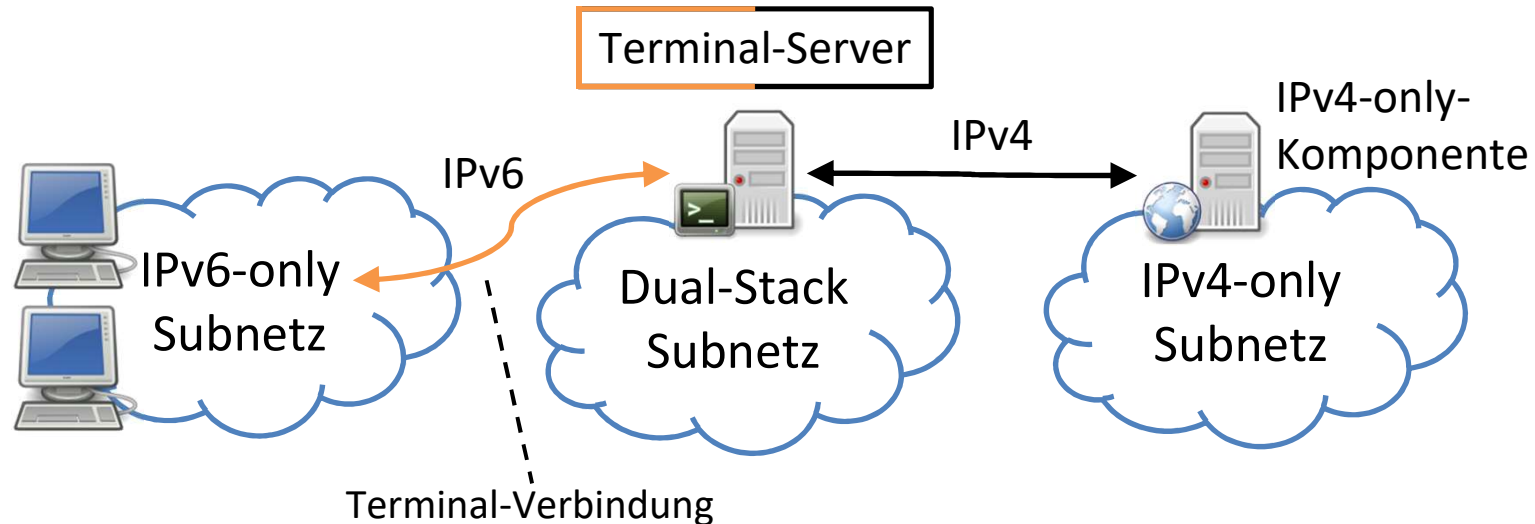 Terminal-Server
IPv4-only-
Komponente
IPv4
IPv6
>_
IPv6-only
Subnetz
Dual-Stack
Subnetz
IPv4-only
Subnetz
Terminal-Verbindung